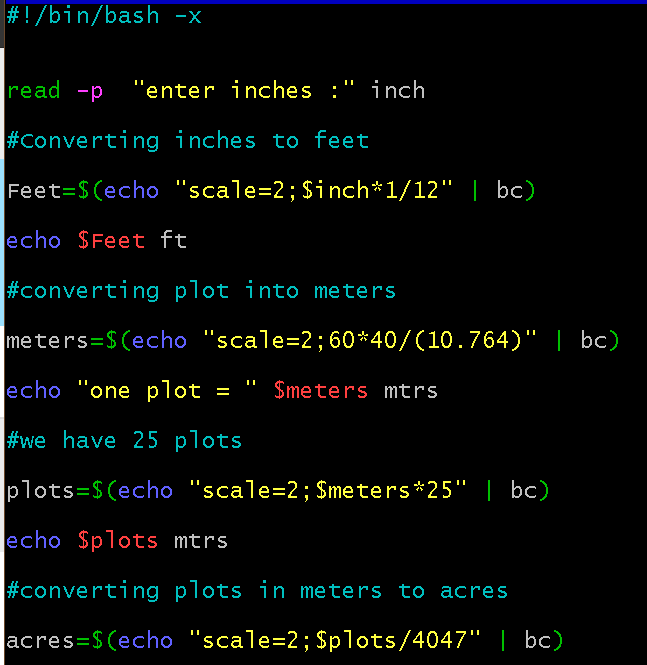 #!/bin/bash -x
read -p  "enter inches :" inch
#Converting inches to feet
Feet=$(echo "scale=2;$inch*1/12" | bc)
echo $Feet ft
#converting plot into meters
meters=$(echo "scale=2;60*40/(10.764)" | bc)
echo "one plot = " $meters mtrs
#we have 25 plots
plots=$(echo "scale=2;$meters*25" | bc)
echo $plots mtrs
#converting plots in meters to acres
acres=$(echo "scale=2;$plots/4047" | bc)